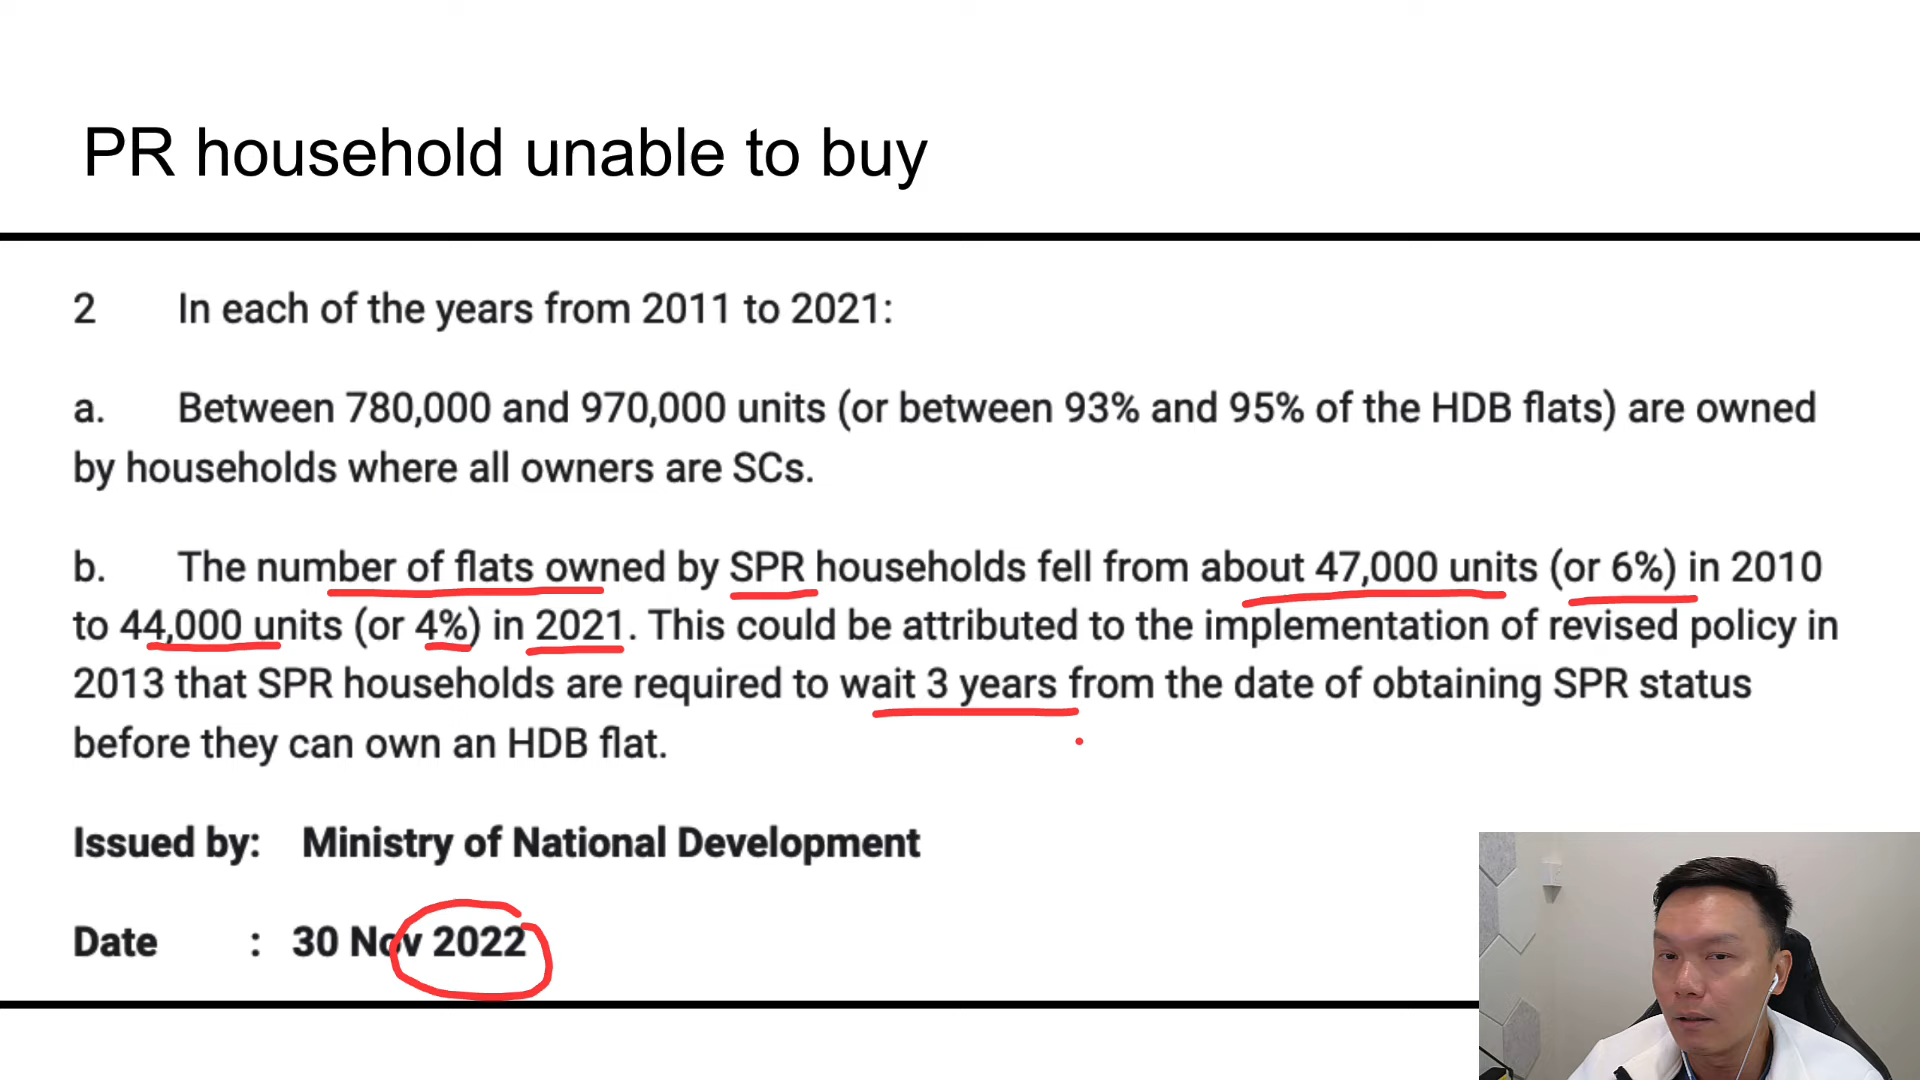 PR household unable to buy
2 In each of the years from 2011 to 2021:
a. Between 780,000 and 970,000 units (or between 93% and 95% of the HDB flats) are owned
by households where all owners are SCs.
b. The number of flats owned by SPR households fell from about 47,000 units (or 6%) in 2010
to 44,000 units (or 4%) in 2021. This could be attributed to the implementation of revised policy in
2013 that SPR households are required to wait 3 years from the date of obtaining SPR status
before they can own an HDB flat.
Issued by: Ministry of National Development
Date : 30 Nov 2022